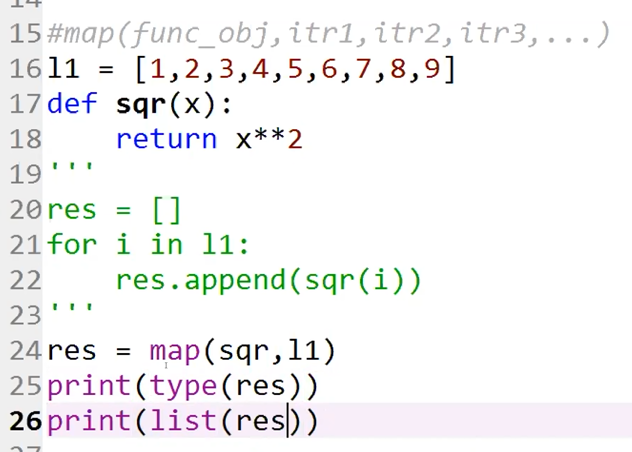 15 #map(func_obj,itr1,itr2,itr3,...)
16 l1 = [1,2,3,4,5,6,7,8,9]
17 def sqr(x):
18     return x**2
19 '''
20 res = []
21 for i in l1:
22     res.append(sqr(i))
23 '''
24 res = map(sqr,l1)
25 print(type(res))
26 print(list(res))